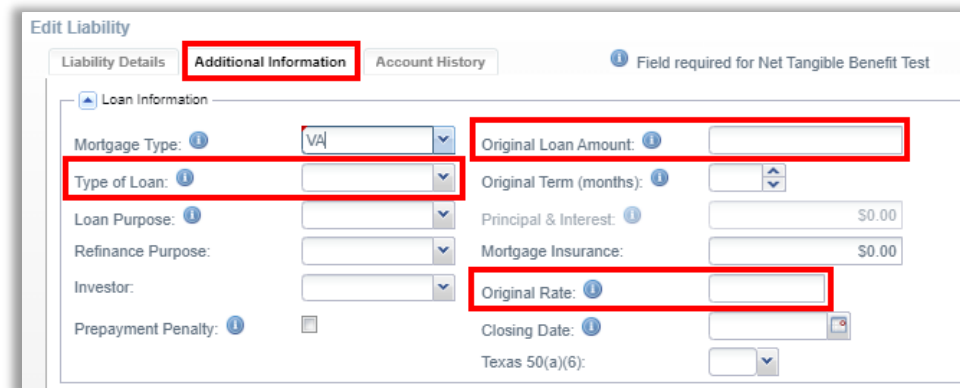 Edit Liability
Liability Details Additional Information Account History Field required for Net Tangible Benefit Test
Loan Information
Mortgage Type: VA Original Loan Amount:
Type of Loan: Original Term (months):
Loan Purpose: Principal & Interest: $0.00
Refinance Purpose: Mortgage Insurance: $0.00
Investor: Original Rate:
Prepayment Penalty: Closing Date:
Texas 50(a)(6):